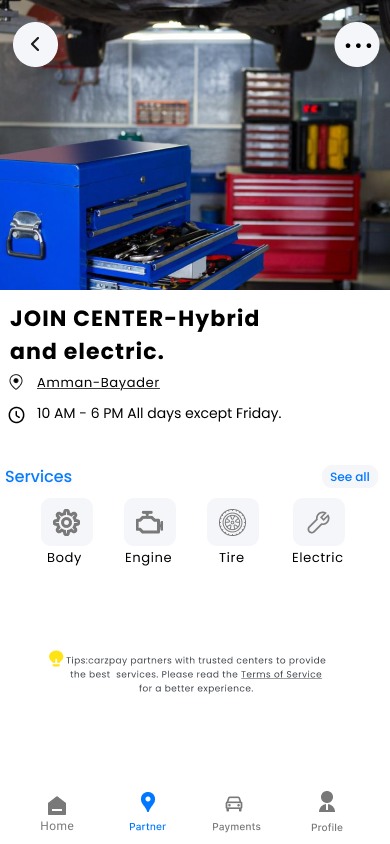 JOIN CENTER-Hybrid
and electric.
Amman-Bayader
10 AM - 6 PM All days except Friday.
Services
See all
Body
Engine
Tire
Electric
Tips:carzpay partners with trusted centers to provide
the best services. Please read the Terms of Service
for a better experience.
Home
Partner
Payments
Profile